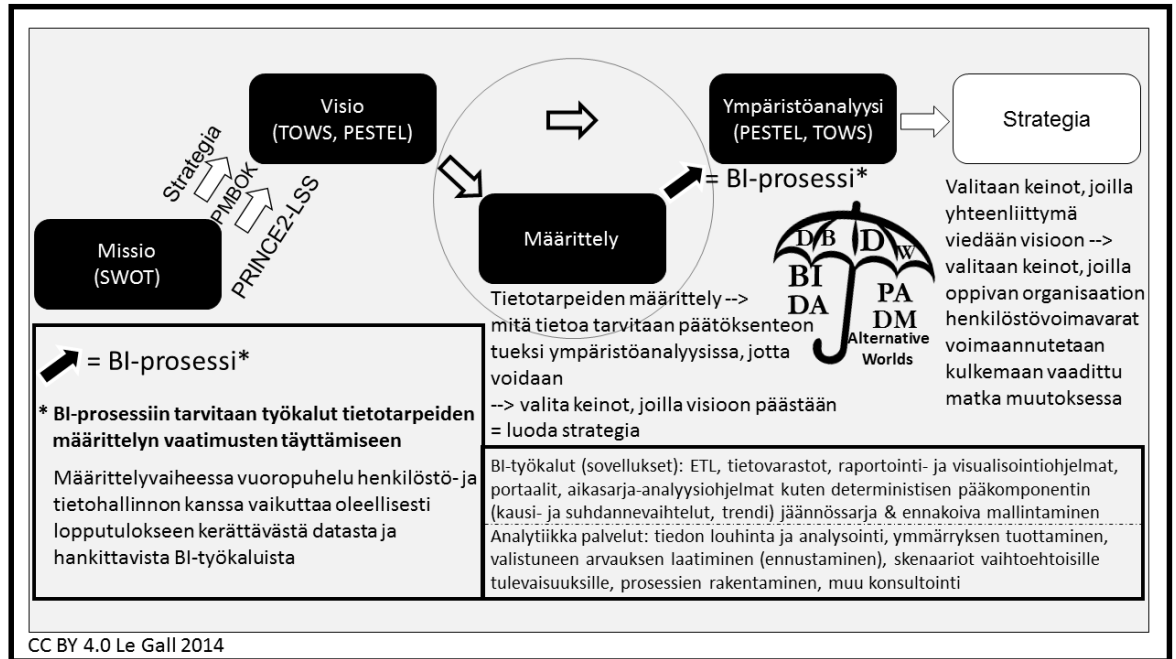 Visio
(TOWS, PESTEL)
Ympäristöanalyysi
(PESTEL, TOWS)
Strategia
Strategia
PMBOK
PRINCE2-LSS
Missio
(SWOT)
Määrittely
= BI-prosessi*
D B D W
BI
DA
PA
DM
Alternative
Worlds
Valitaan keinot, joilla
yhteenliittymä
viedään visioon -->
valitaan keinot, joilla
oppivan organisaation
henkilöstövoimavarat
voimaannutetaan
kulkemaan vaadittu
matka muutoksessa
Tietotarpeiden määrittely -->
mitä tietoa tarvitaan päätöksenteon
tueksi ympäristöanalyysissa, jotta
voidaan
--> valita keinot, joilla visioon päästään
= luoda strategia
= BI-prosessi*
* BI-prosessiin tarvitaan työkalut tietotarpeiden
määrittelyn vaatimusten täyttämiseen
Määrittelyvaiheessa vuoropuhelu henkilöstö- ja
tietohallinnon kanssa vaikuttaa oleellisesti
lopputulokseen kerättävästä datasta ja
hankittavista BI-työkaluista
BI-työkalut (sovellukset): ETL, tietovarastot, raportointi- ja visualisointiohjelmat,
portaalit, aikasarja-analyysiohjelmat kuten deterministisen pääkomponentin
(kausi- ja suhdannevaihtelut, trendi) jäännössarja & ennakoiva mallintaminen
Analytiikka palvelut: tiedon louhinta ja analysointi, ymmärryksen tuottaminen,
valistuneen arvauksen laatiminen (ennustaminen), skenaariot vaihtoehtoisille
tulevaisuuksille, prosessien rakentaminen, muu konsultointi
CC BY 4.0 Le Gall 2014